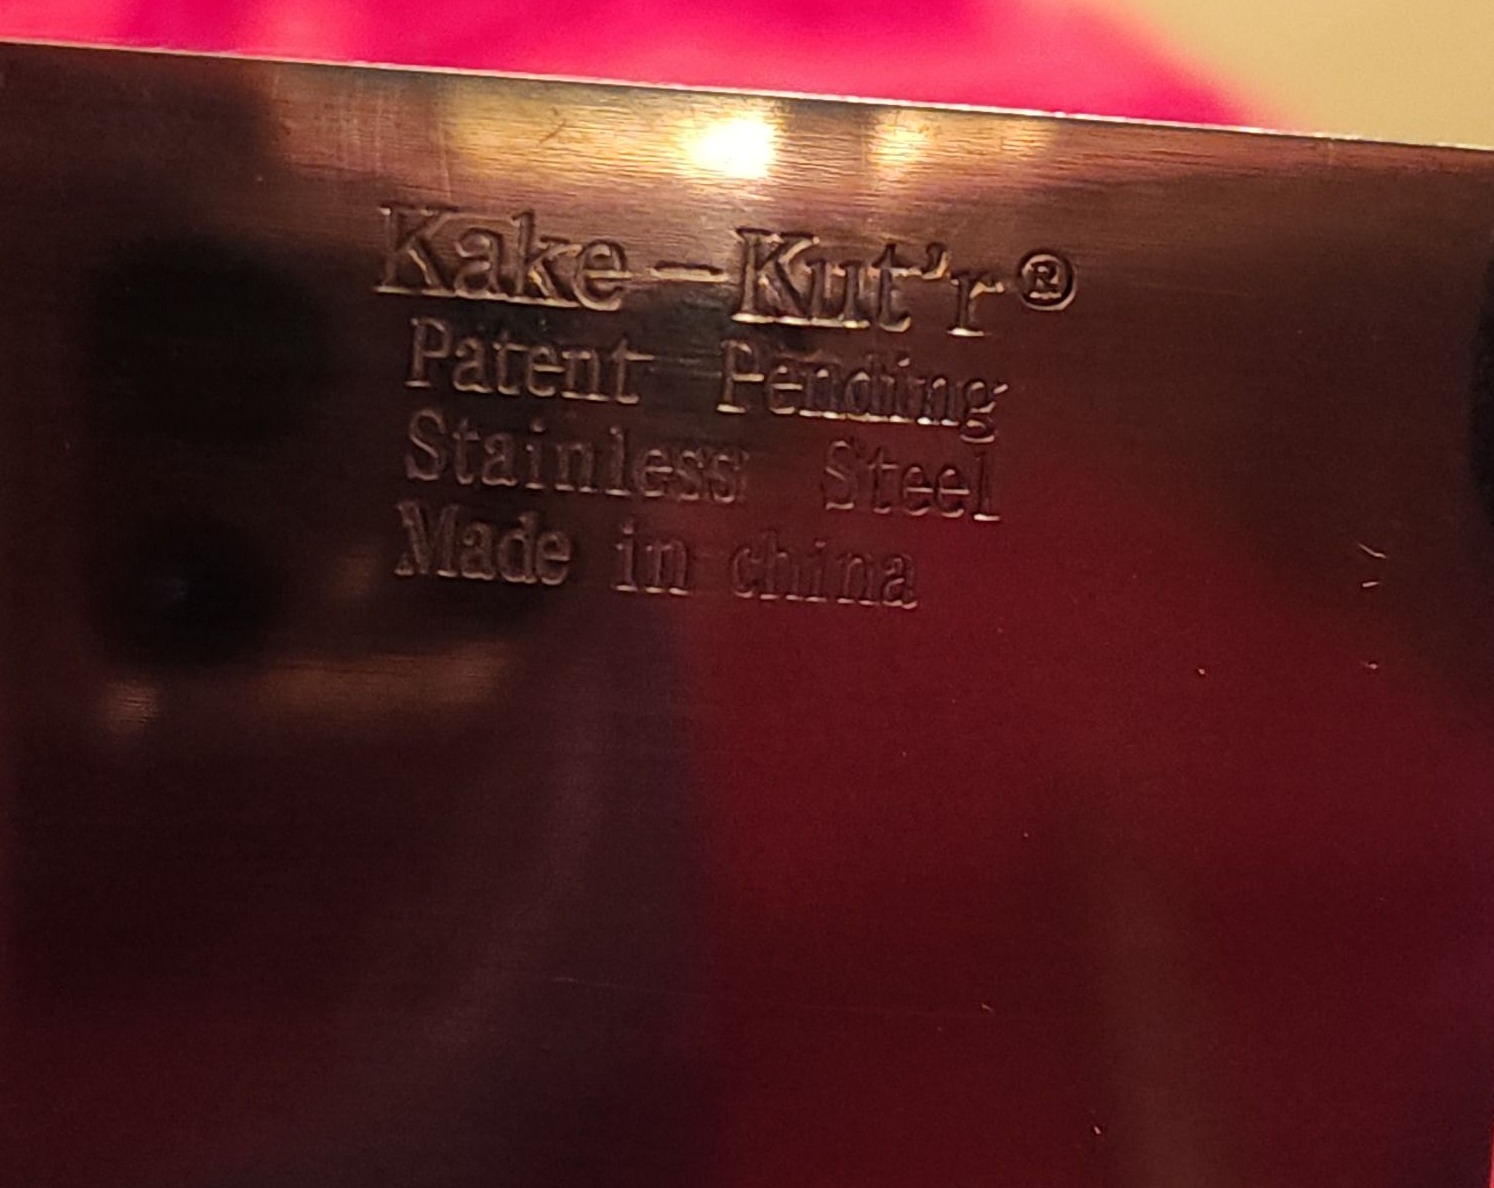 Kake-Kut'r®
Patent Pending
Stainless Steel
Made in china